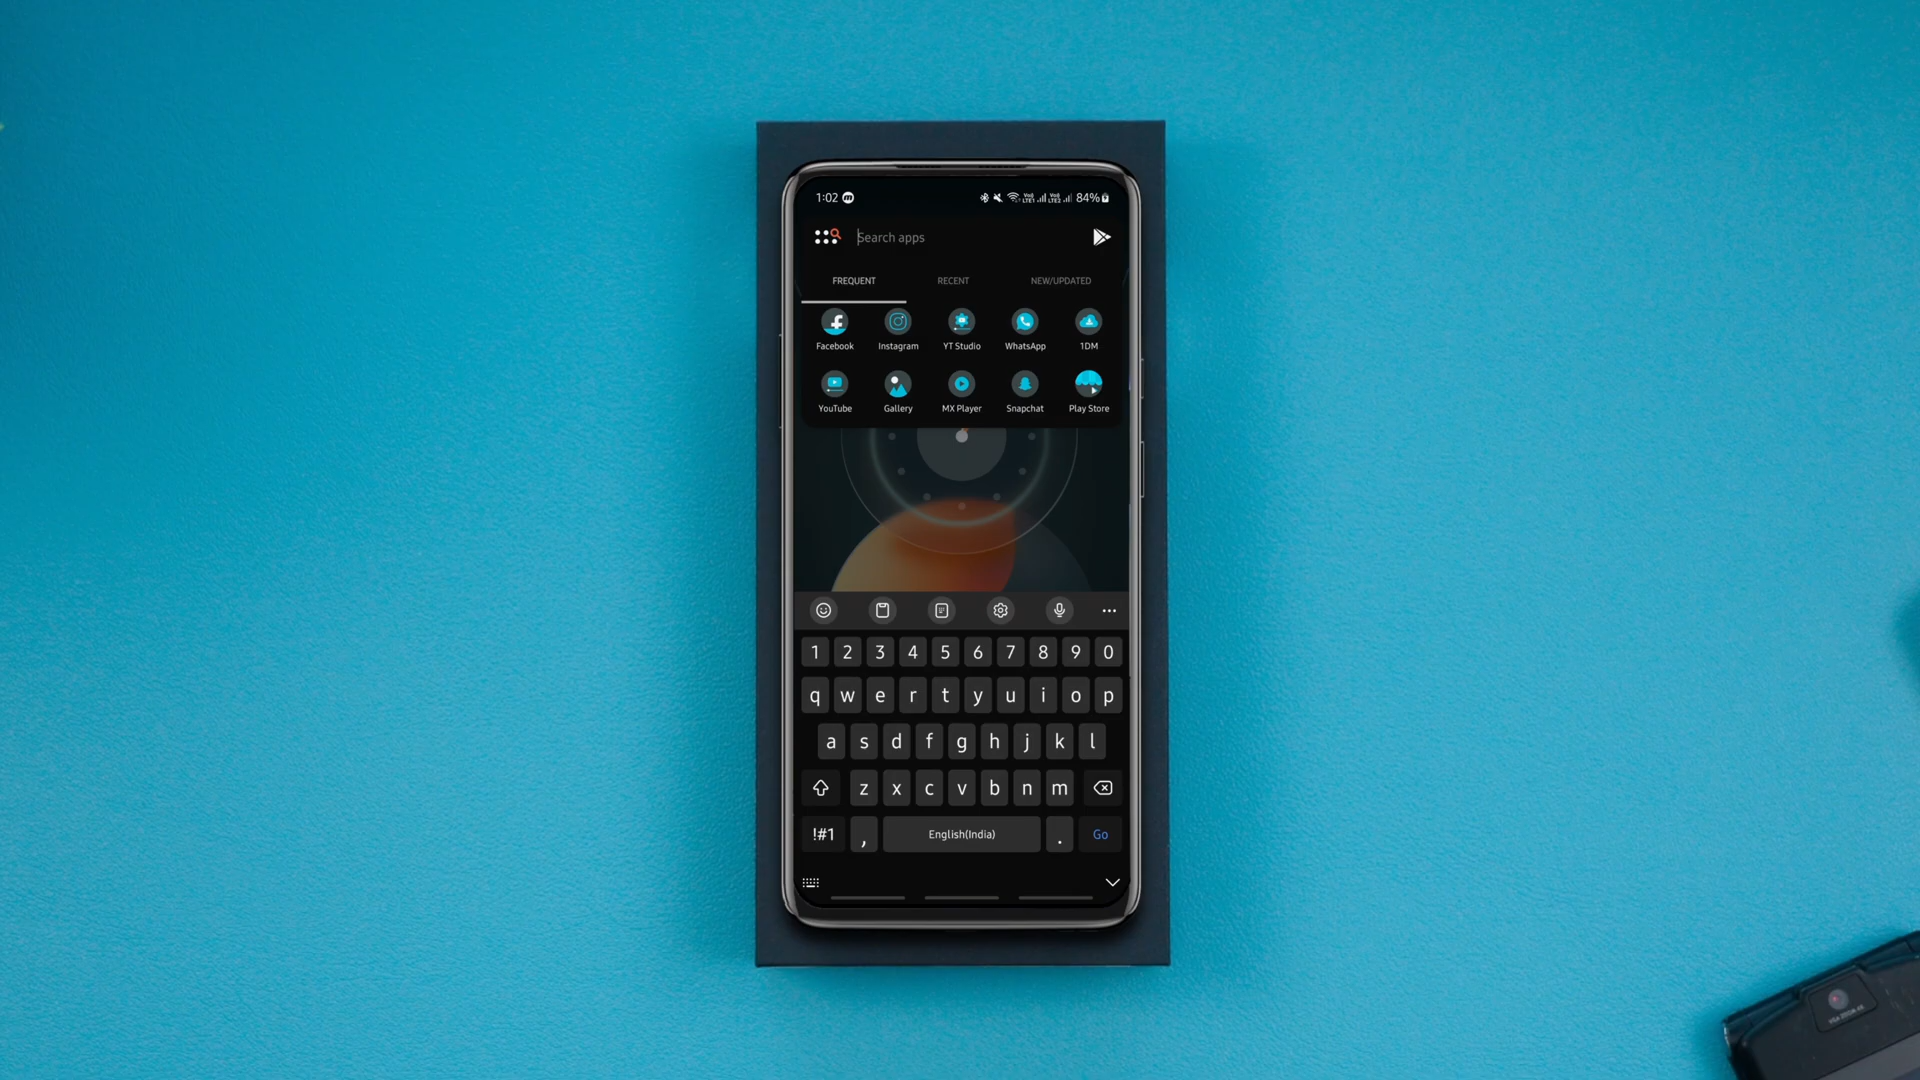 1:02 84%
Search apps
FREQUENT RECENT NEW/UPDATED
Facebook Instagram YT Studio WhatsApp 1DM
YouTube Gallery MX Player Snapchat Play Store
1 2 3 4 5 6 7 8 9 0
q w e r t y u i o p
a s d f g h j k l
z x c v b n m
!#1 , English(India) . Go